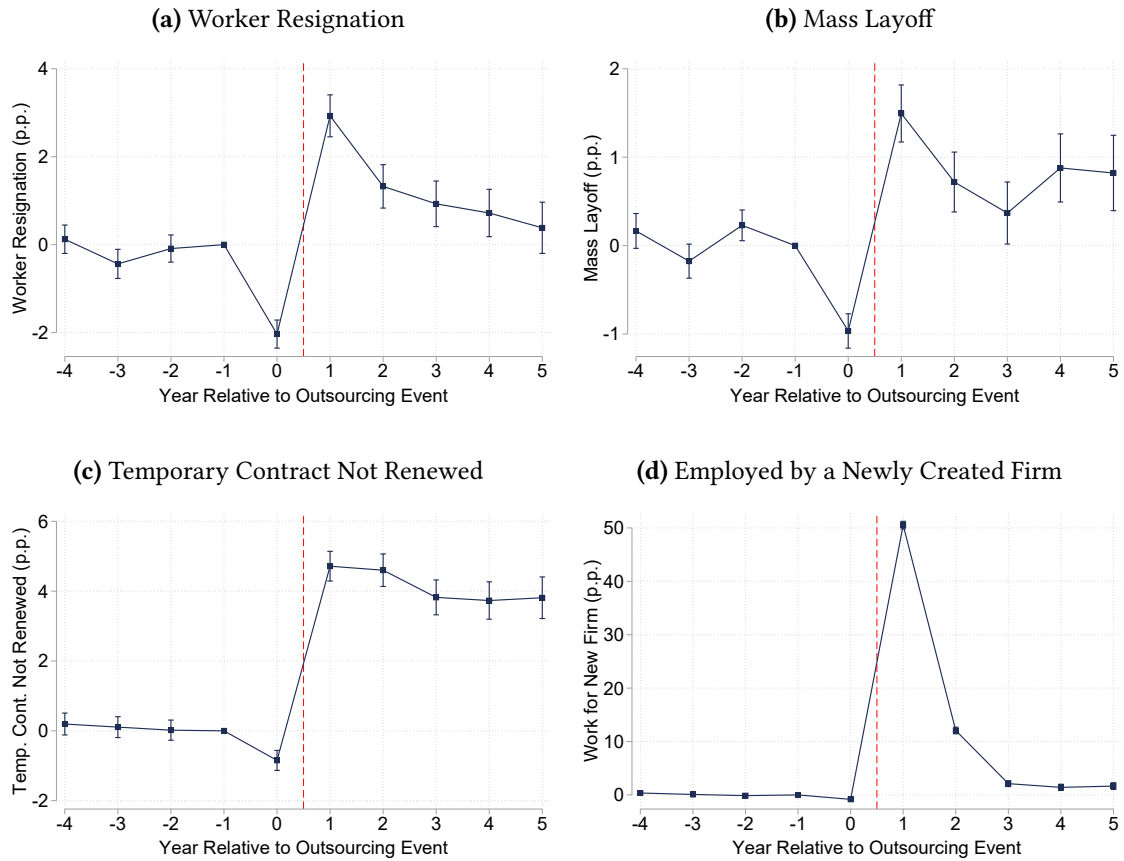 (a) Worker Resignation
Worker Resignation (p.p.)
4
2
0
-2
-4 -3 -2 -1 0 1 2 3 4 5
Year Relative to Outsourcing Event
(b) Mass Layoff
Mass Layoff (p.p.)
2
1
0
-1
-4 -3 -2 -1 0 1 2 3 4 5
Year Relative to Outsourcing Event
(c) Temporary Contract Not Renewed
Temp. Cont. Not Renewed (p.p.)
6
4
2
0
-2
-4 -3 -2 -1 0 1 2 3 4 5
Year Relative to Outsourcing Event
(d) Employed by a Newly Created Firm
Work for New Firm (p.p.)
50
40
30
20
10
0
-4 -3 -2 -1 0 1 2 3 4 5
Year Relative to Outsourcing Event